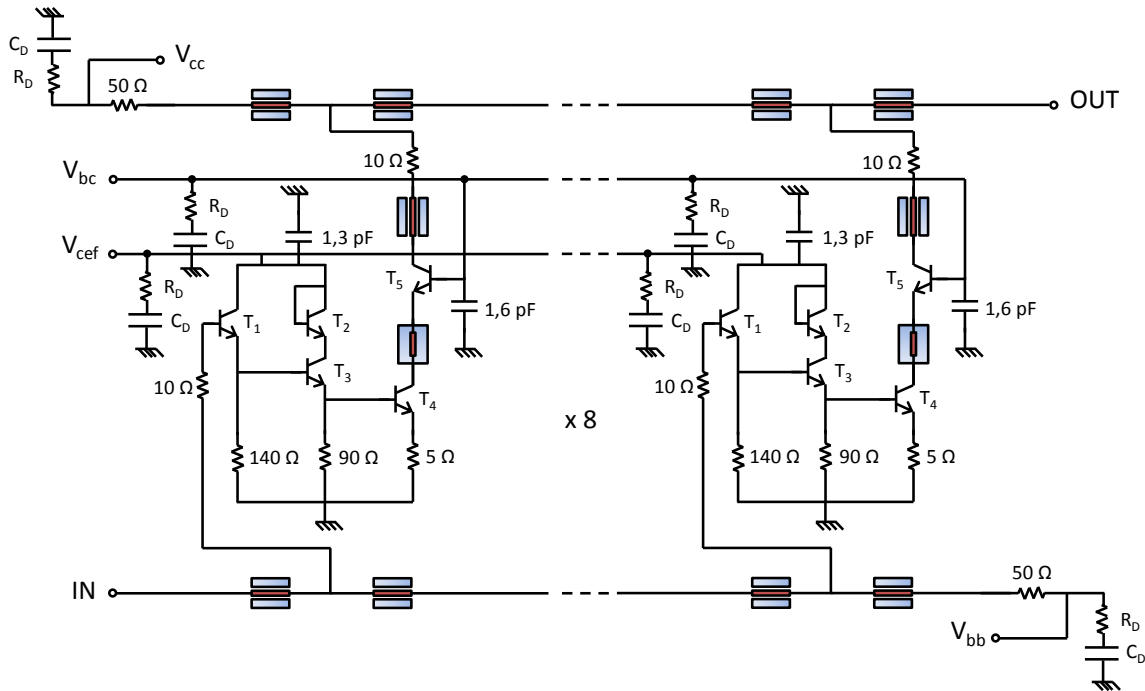 C_D
V_cc
R_D
50 Ω
OUT
10 Ω
10 Ω
V_bc
R_D
R_D
1,3 pF
1,3 pF
C_D
C_D
V_cef
T_5
T_5
R_D
R_D
1,6 pF
1,6 pF
C_D
T_1
T_2
C_D
T_1
T_2
10 Ω
T_3
10 Ω
T_3
T_4
T_4
x 8
140 Ω
90 Ω
5 Ω
140 Ω
90 Ω
5 Ω
50 Ω
IN
R_D
V_bb
C_D